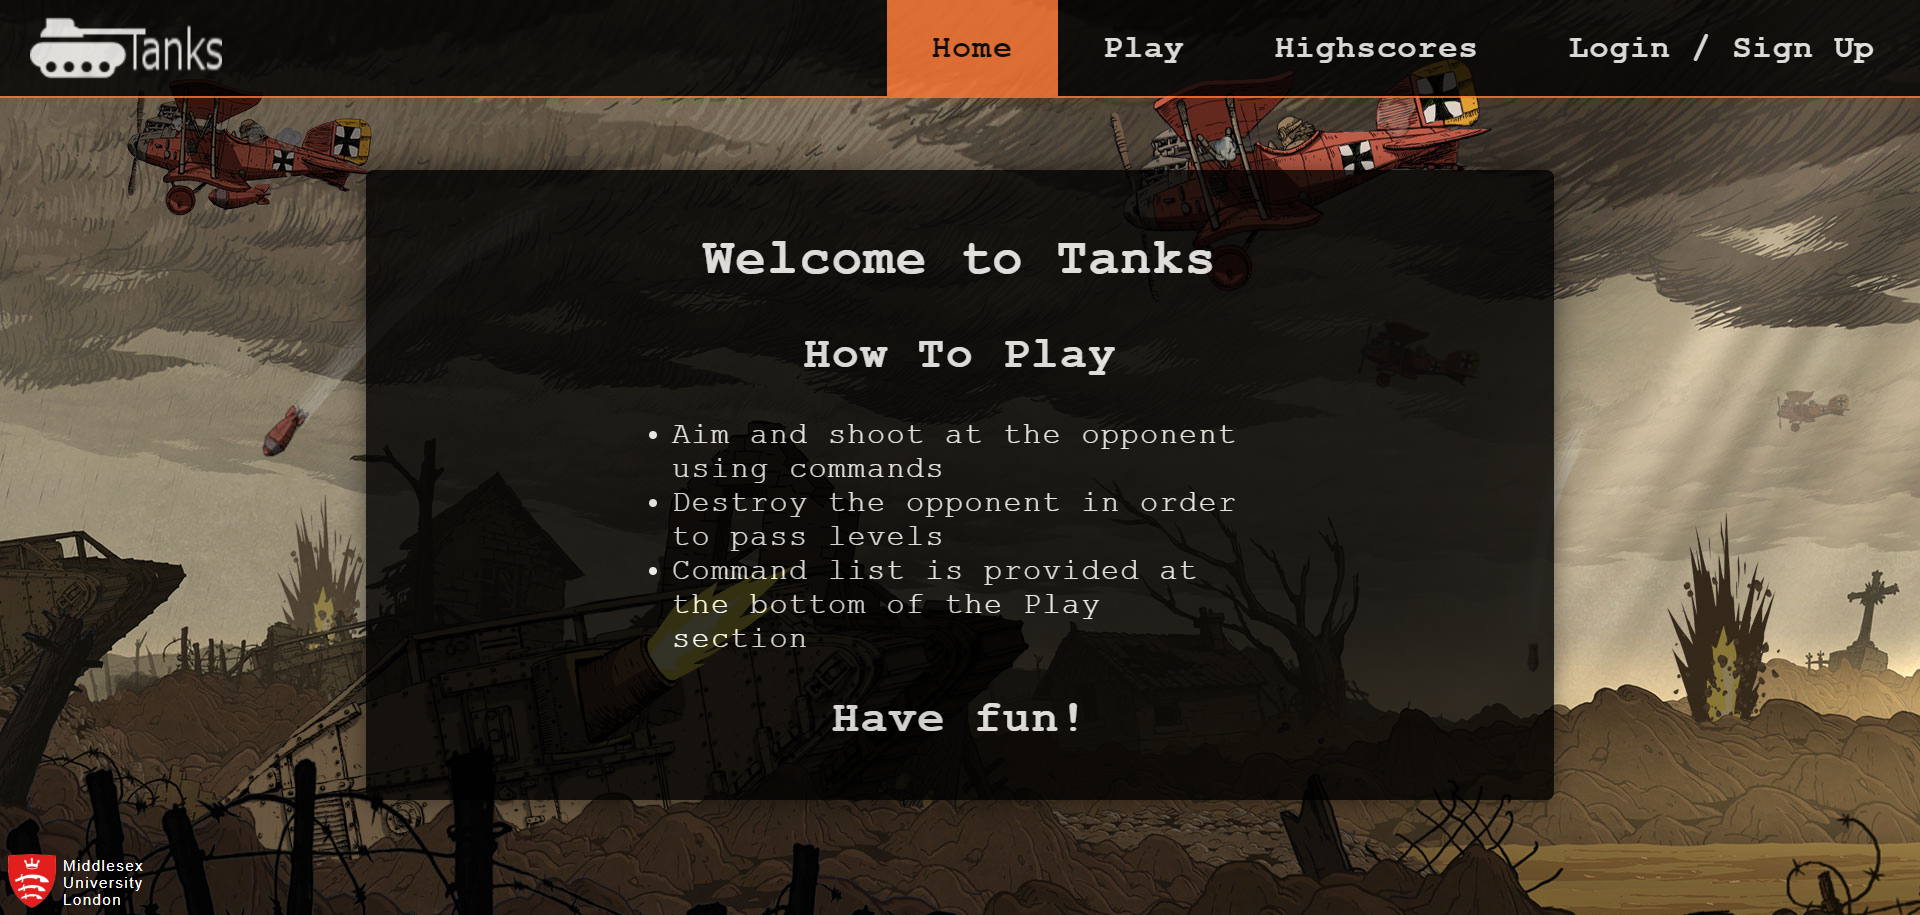 Tanks
Home
Play
Highscores
Login / Sign Up
Welcome to Tanks
How To Play
• Aim and shoot at the opponent
using commands
• Destroy the opponent in order
to pass levels
• Command list is provided at
the bottom of the Play
section
Have fun!
Middlesex
University
London